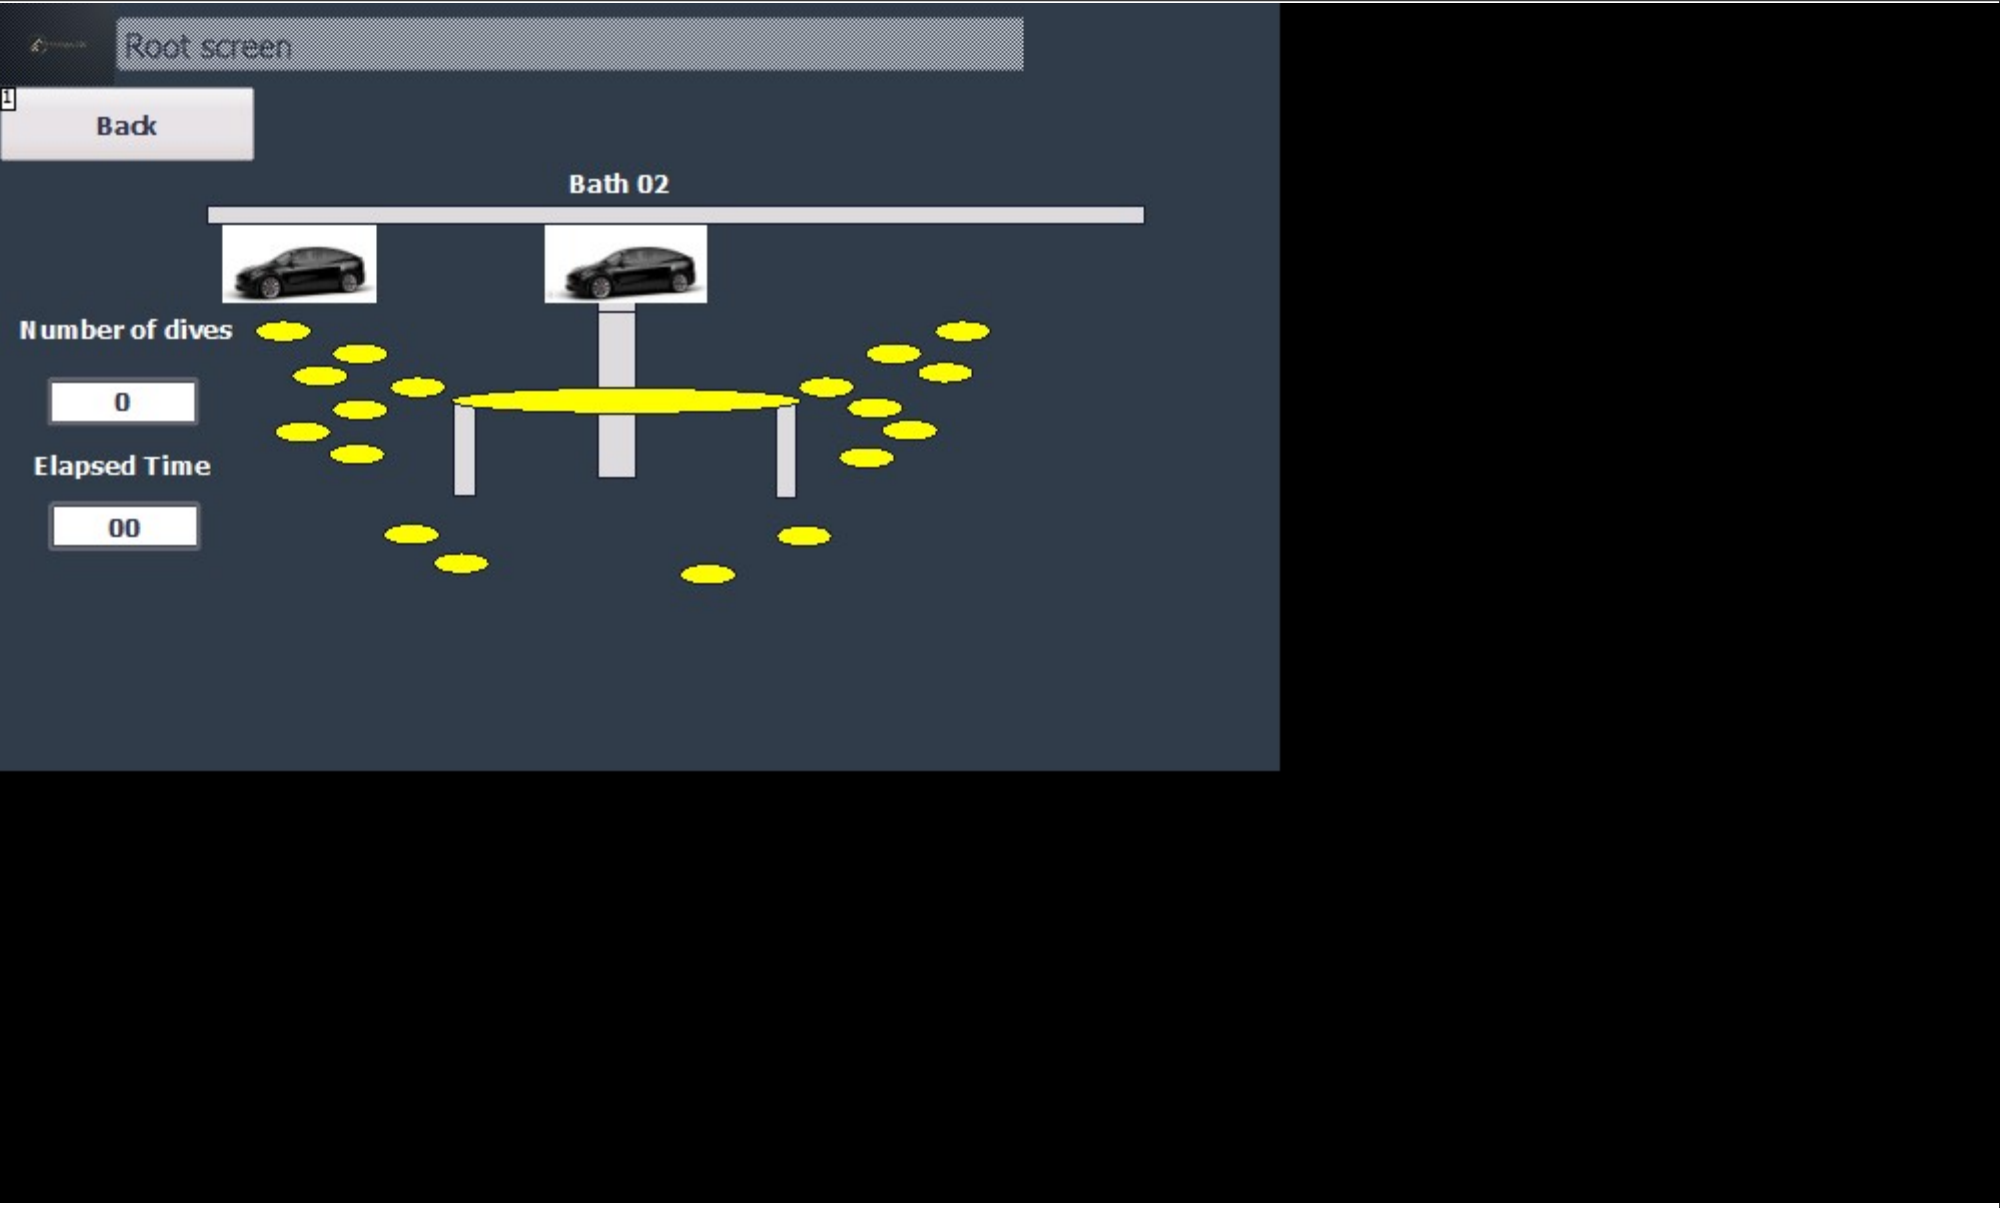 Root screen
1
Back
Bath 02
Number of dives
0
Elapsed Time
00